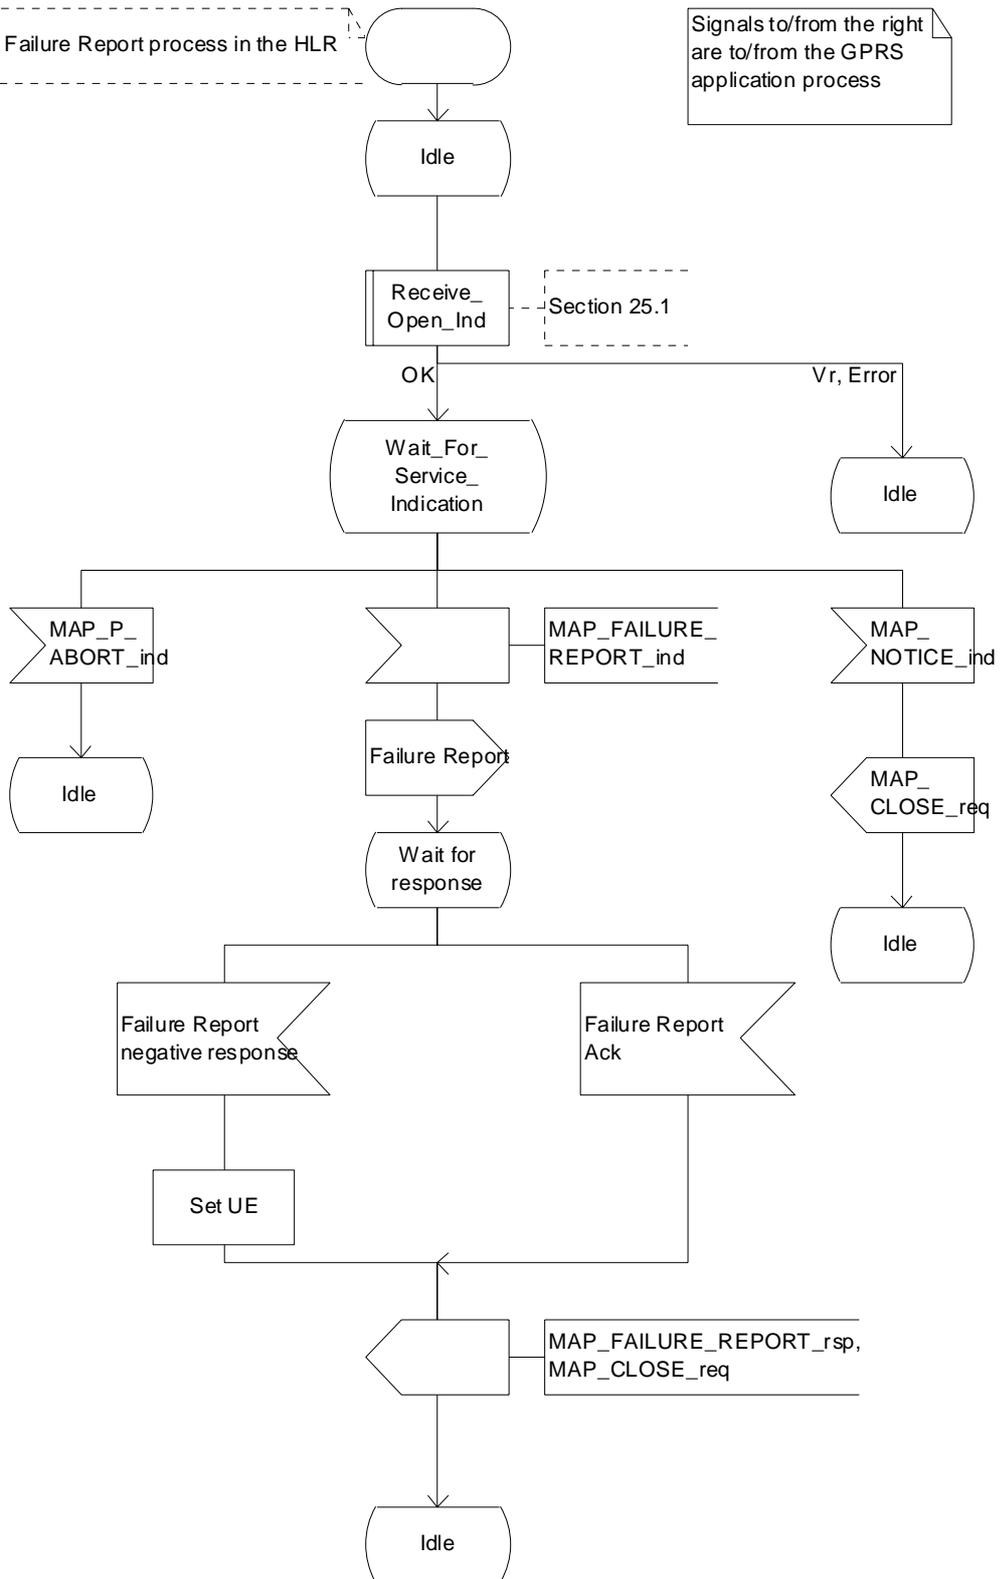 Failure Report process in the HLR
Signals to/from the right
are to/from the GPRS
application process
Idle
Receive_
Open_Ind
Section 25.1
OK
Vr, Error
Wait_For_
Service_
Indication
Idle
MAP_P_
ABORT_ind
MAP_FAILURE_
REPORT_ind
MAP_
NOTICE_ind
Failure Report
Idle
MAP_
CLOSE_req
Wait for
response
Idle
Failure Report
negative response
Failure Report
Ack
Set UE
MAP_FAILURE_REPORT_rsp,
MAP_CLOSE_req
Idle